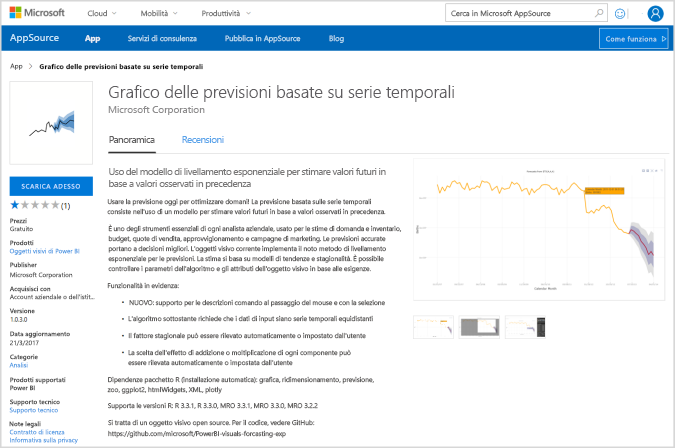 Microsoft
Cloud
Mobilità
Produttività
Cerca in Microsoft AppSource
AppSource
App
Servizi di consulenza
Pubblica in AppSource
Blog
Come funziona
App > Grafico delle previsioni basate su serie temporali
Grafico delle previsioni basate su serie temporali
Microsoft Corporation
Panoramica
Recensioni
SCARICA ADESSO
(1)
Prezzi
Gratuito
Prodotti
Oggetti visivi di Power BI
Publisher
Microsoft Corporation
Acquisisci con
Account aziendale o dell'istit...
Versione
1.0.3.0
Data aggiornamento
21/3/2017
Categorie
Analisi
Prodotti supportati
Power BI
Supporto tecnico
Supporto tecnico
Note legali
Contratto di licenza
Informativa sulla privacy
Uso del modello di livellamento esponenziale per stimare valori futuri in
base a valori osservati in precedenza
Usare la previsione oggi per ottimizzare domani! La previsione basata sulle serie temporali
consiste nell'uso di un modello per stimare valori futuri in base a valori osservati in precedenza.
È uno degli strumenti essenziali di ogni analista aziendale, usato per le stime di domanda e inventario,
budget, quote di vendita, approvvigionamento e campagne di marketing. Le previsioni accurate
portano a decisioni migliori. L'oggetti visivo corrente implementa il noto metodo di livellamento
esponenziale per le previsioni. La stima si basa su modelli di tendenze e stagionalità. È possibile
controllare i parametri dell'algoritmo e gli attributi dell'oggetto visivo in base alle esigenze.
Funzionalità in evidenza:
• NUOVO: supporto per le descrizioni comando al passaggio del mouse e con la selezione
• L'algoritmo sottostante richiede che i dati di input siano serie temporali equidistanti
• Il fattore stagionale può essere rilevato automaticamente o impostato dall'utente
• La scelta dell'effetto di addizione o moltiplicazione di ogni componente può
essere rilevata automaticamente o impostata dall'utente
Dipendenze pacchetto R (installazione automatica): grafica, ridimensionamento, previsione,
zoo, ggplot2, htmlWidgets, XML, plotly
Supporta le versioni R: R 3.3.1, R 3.3.0, MRO 3.3.1, MRO 3.3.0, MRO 3.2.2
Si tratta di un oggetto visivo open source. Per il codice, vedere GitHub:
https://github.com/microsoft/PowerBI-visuals-forcasting-exp